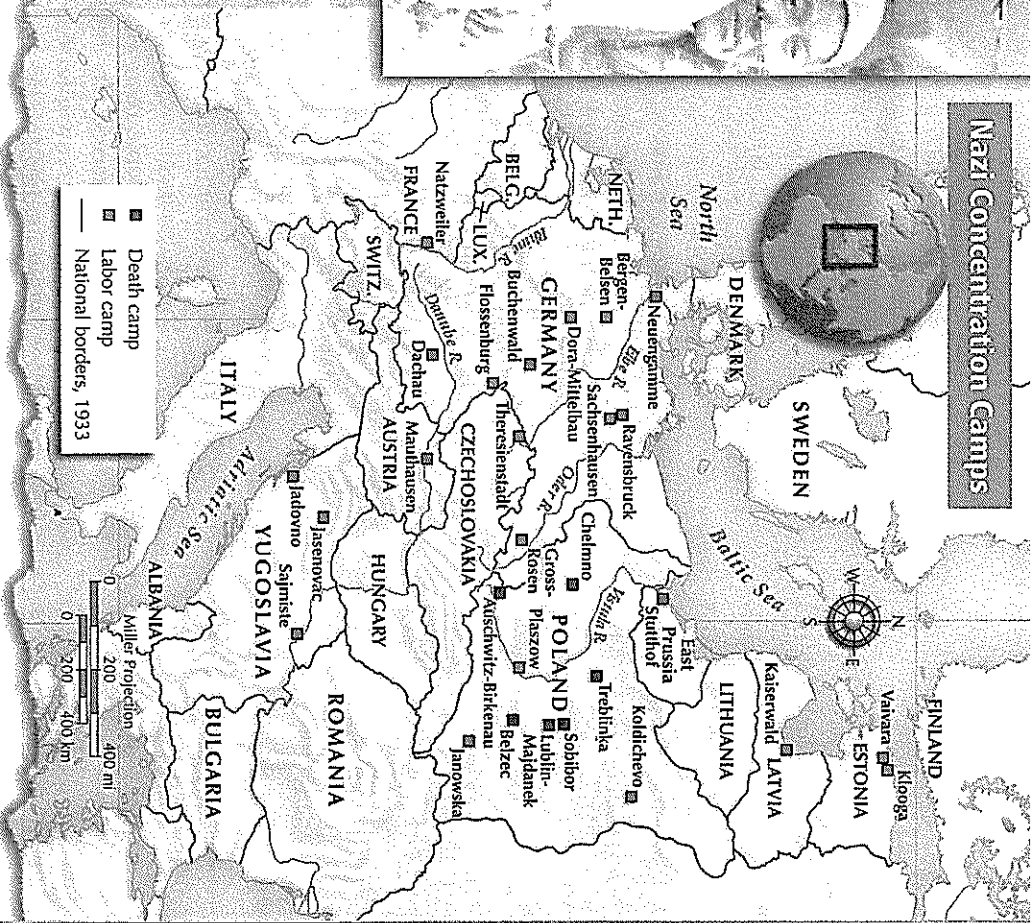 Nazi Concentration Camps
North
Sea
DENMARK
SWEDEN
Baltic Sea
W
N
S
E
FINLAND
Vaivara
Klooga
ESTONIA
Kaiserwald
LATVIA
LITHUANIA
East
Prussia
Stutthof
Koldichevo
NETH.
BELG.
LUX.
Rhine R.
Bergen-
Belsen
Neuengamme
Elbe R.
Ravensbruck
Sachsenhausen
Dora-Mittelbau
GERMANY
Buchenwald
Flossenburg
Oder R.
Chelmno
Vistula R.
Treblinka
POLAND
Gross-
Rosen
Plaszow
Sobibor
Lublin-
Majdanek
Belzec
Theresienstadt
Auschwitz-Birkenau
Janowska
CZECHOSLOVAKIA
Natzweiler
FRANCE
Danube R.
Dachau
Mauthausen
AUSTRIA
SWITZ.
HUNGARY
ROMANIA
Jasenovac
Jadovno
Sajmiste
YUGOSLAVIA
ITALY
Adriatic Sea
ALBANIA
BULGARIA
Death camp
Labor camp
National borders, 1933
Miller Projection
0 200 400 mi
0 200 400 km